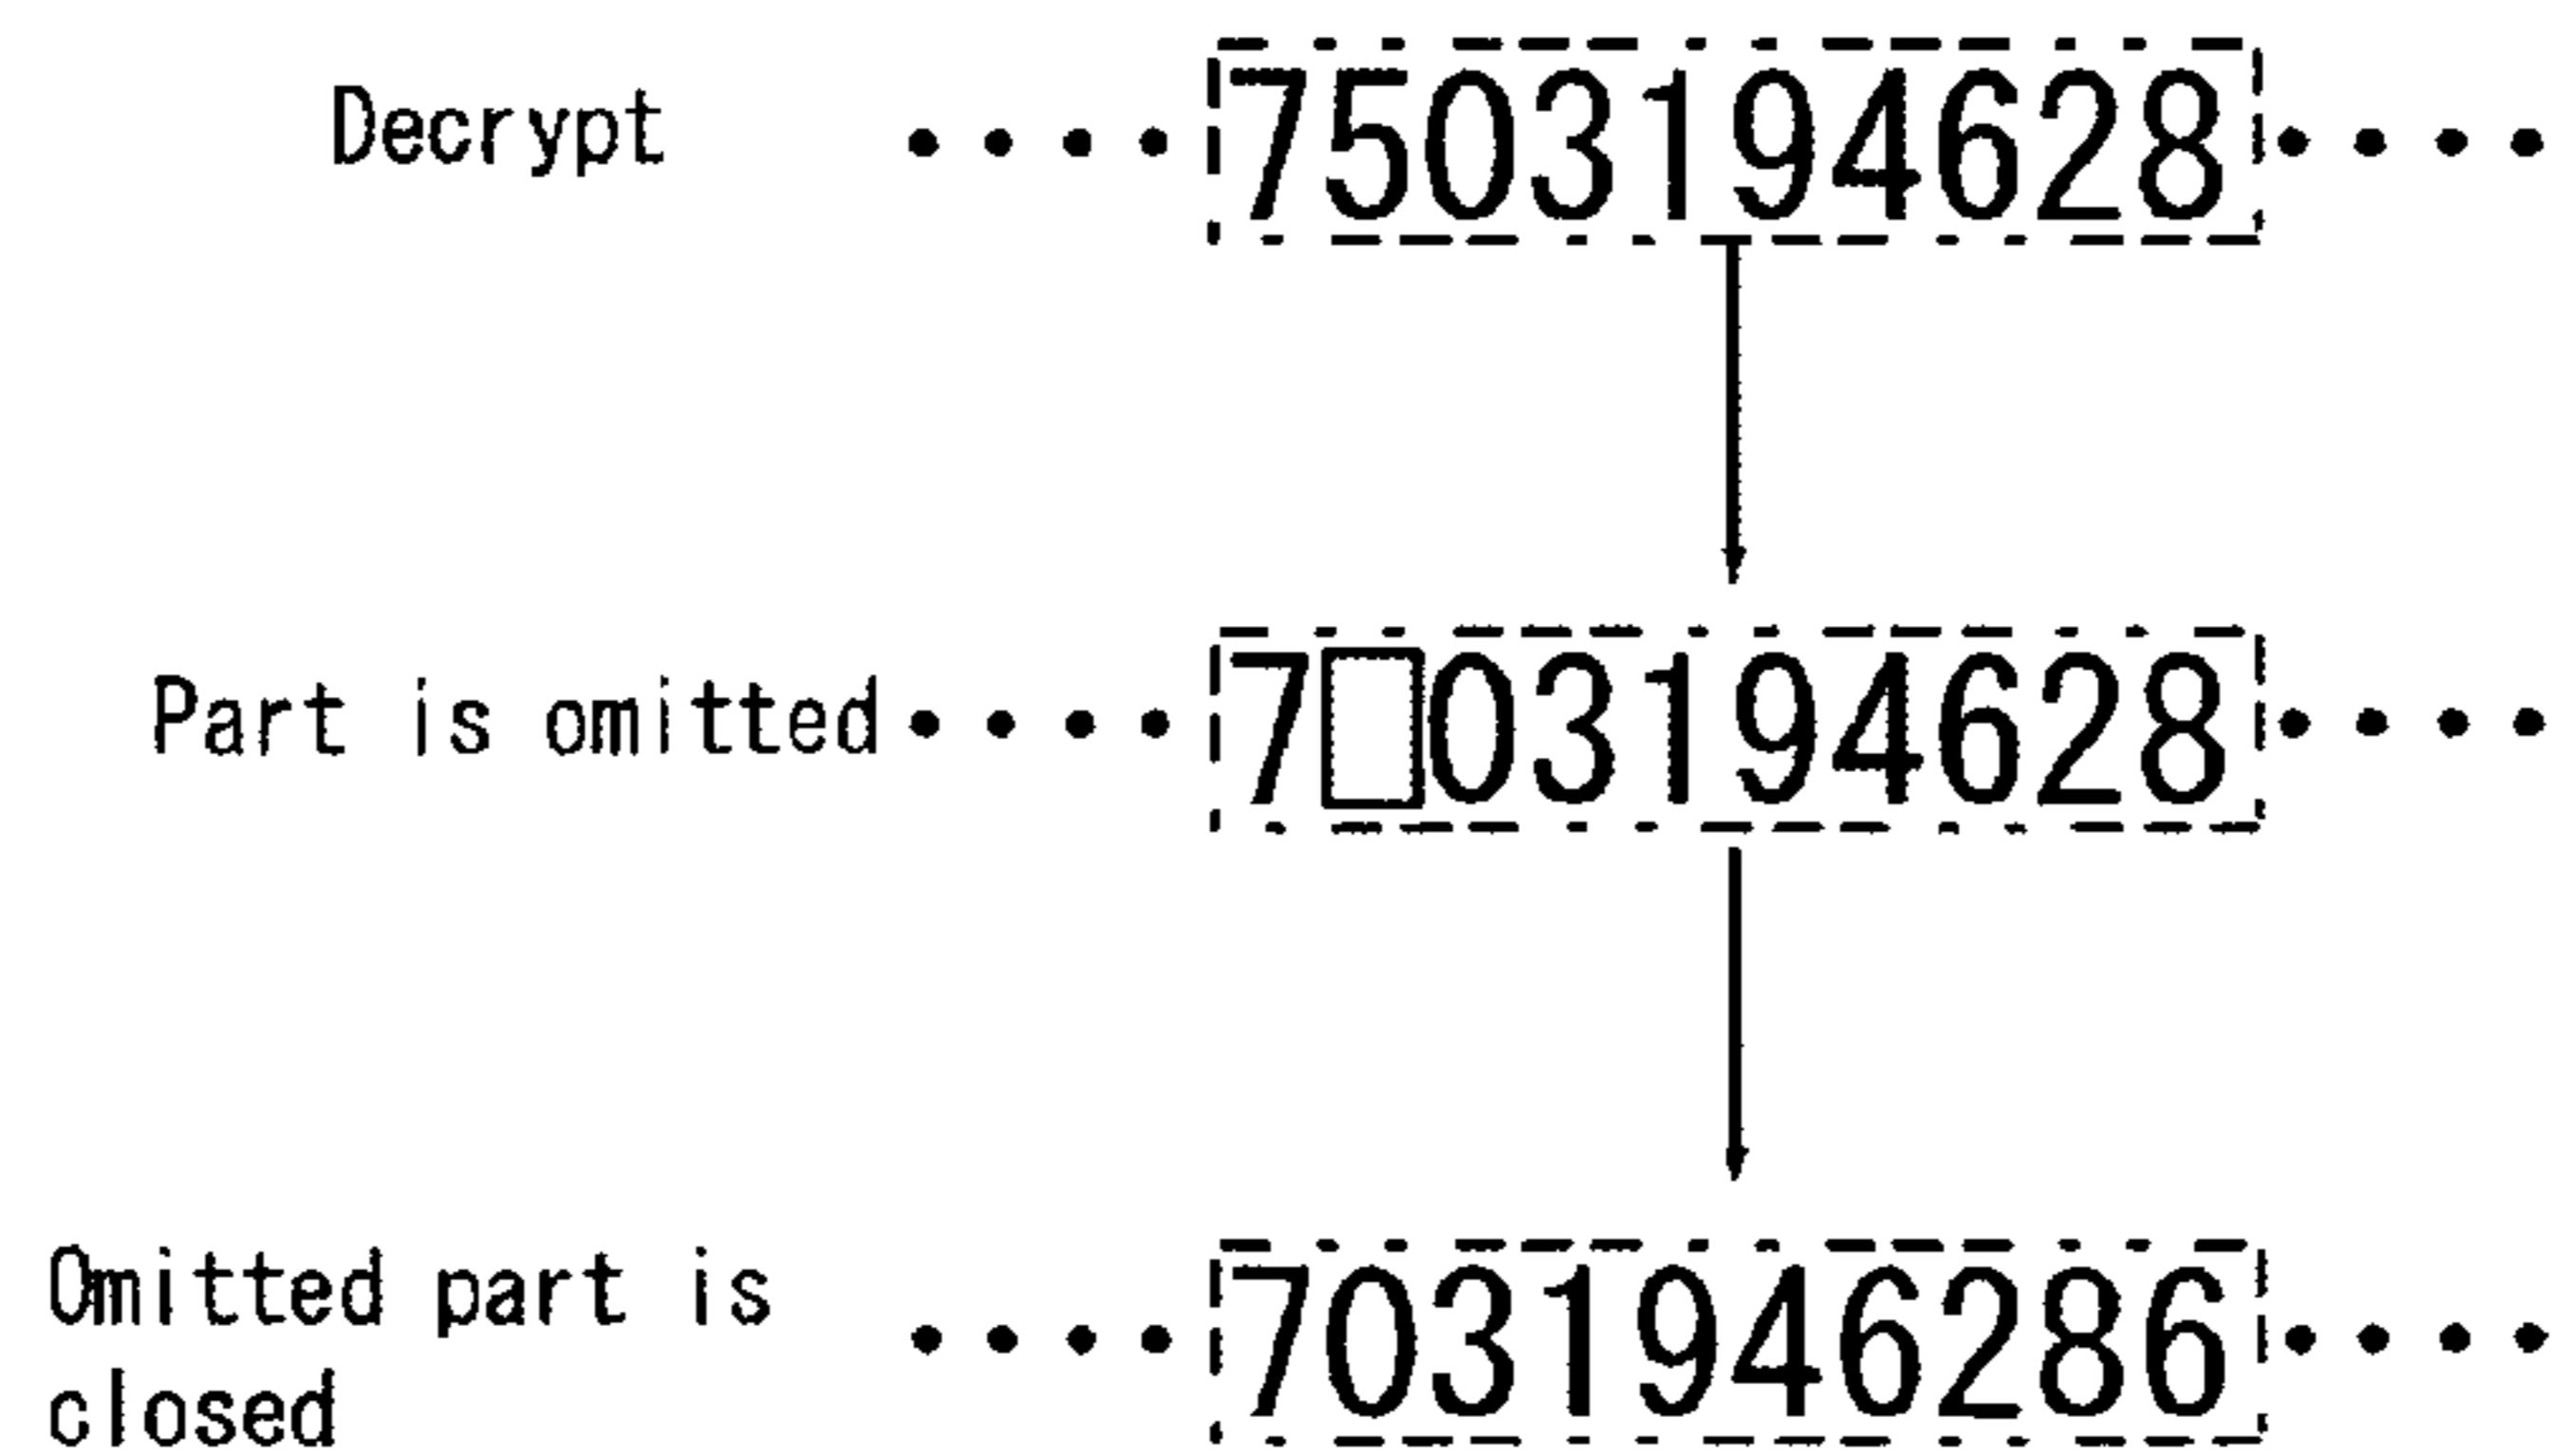 Decrypt ････7503194628････
Part is omitted････7□03194628････
Omitted part is ････7031946286････
closed